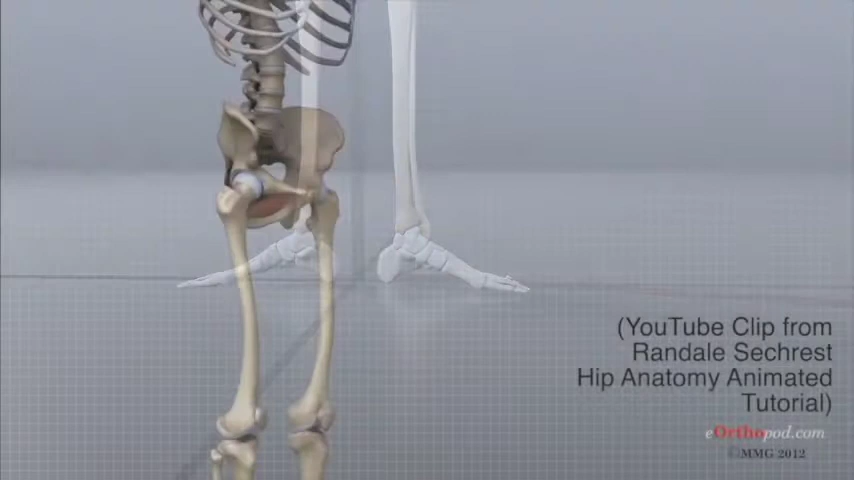 (YouTube Clip from
Randale Sechrest
Hip Anatomy Animated
Tutorial)
eOrthopod.com
©MMG 2012